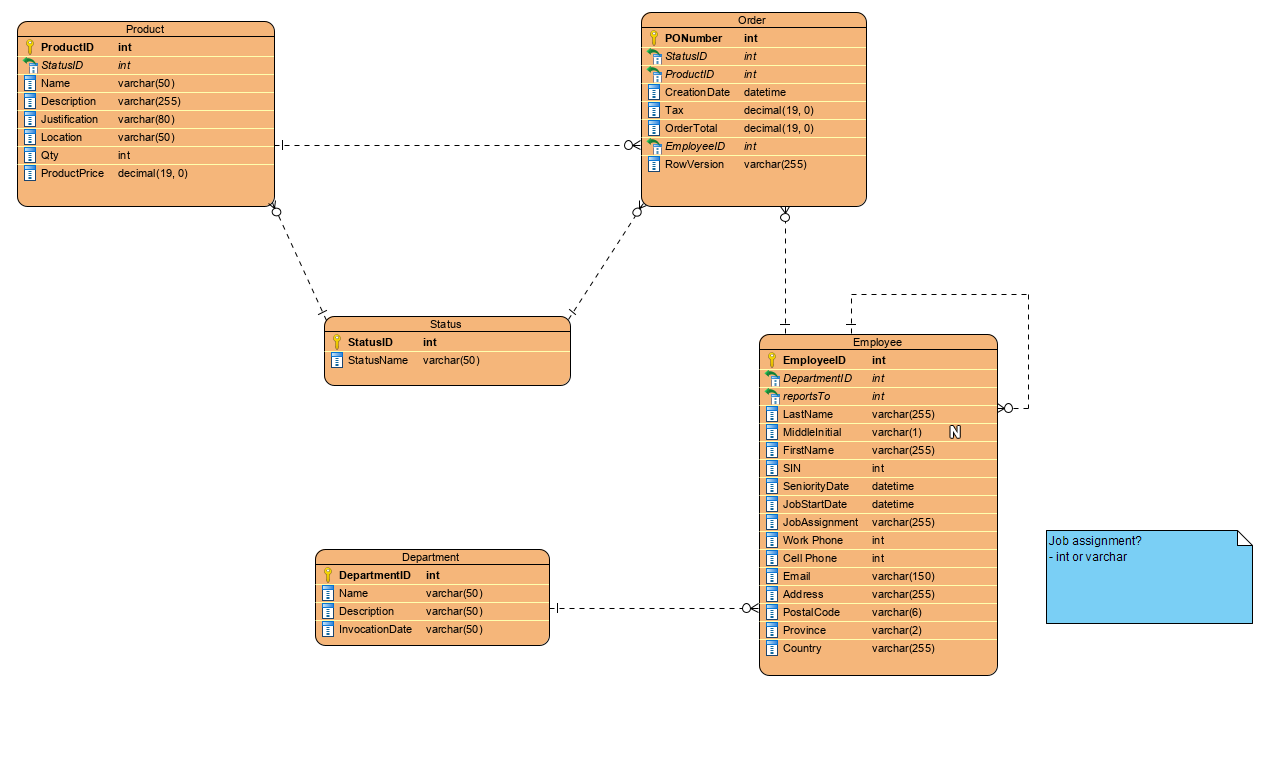 Product
ProductID int
StatusID int
Name varchar(50)
Description varchar(255)
Justification varchar(80)
Location varchar(50)
Qty int
ProductPrice decimal(19, 0)
Order
PONumber int
StatusID int
ProductID int
CreationDate datetime
Tax decimal(19, 0)
OrderTotal decimal(19, 0)
EmployeeID int
RowVersion varchar(255)
Status
StatusID int
StatusName varchar(50)
Employee
EmployeeID int
DepartmentID int
reportsTo int
LastName varchar(255)
MiddleInitial varchar(1) N
FirstName varchar(255)
SIN int
SeniorityDate datetime
JobStartDate datetime
JobAssignment varchar(255)
Work Phone int
Cell Phone int
Email varchar(150)
Address varchar(255)
PostalCode varchar(6)
Province varchar(2)
Country varchar(255)
Department
DepartmentID int
Name varchar(50)
Description varchar(50)
InvocationDate varchar(50)
Job assignment?
- int or varchar